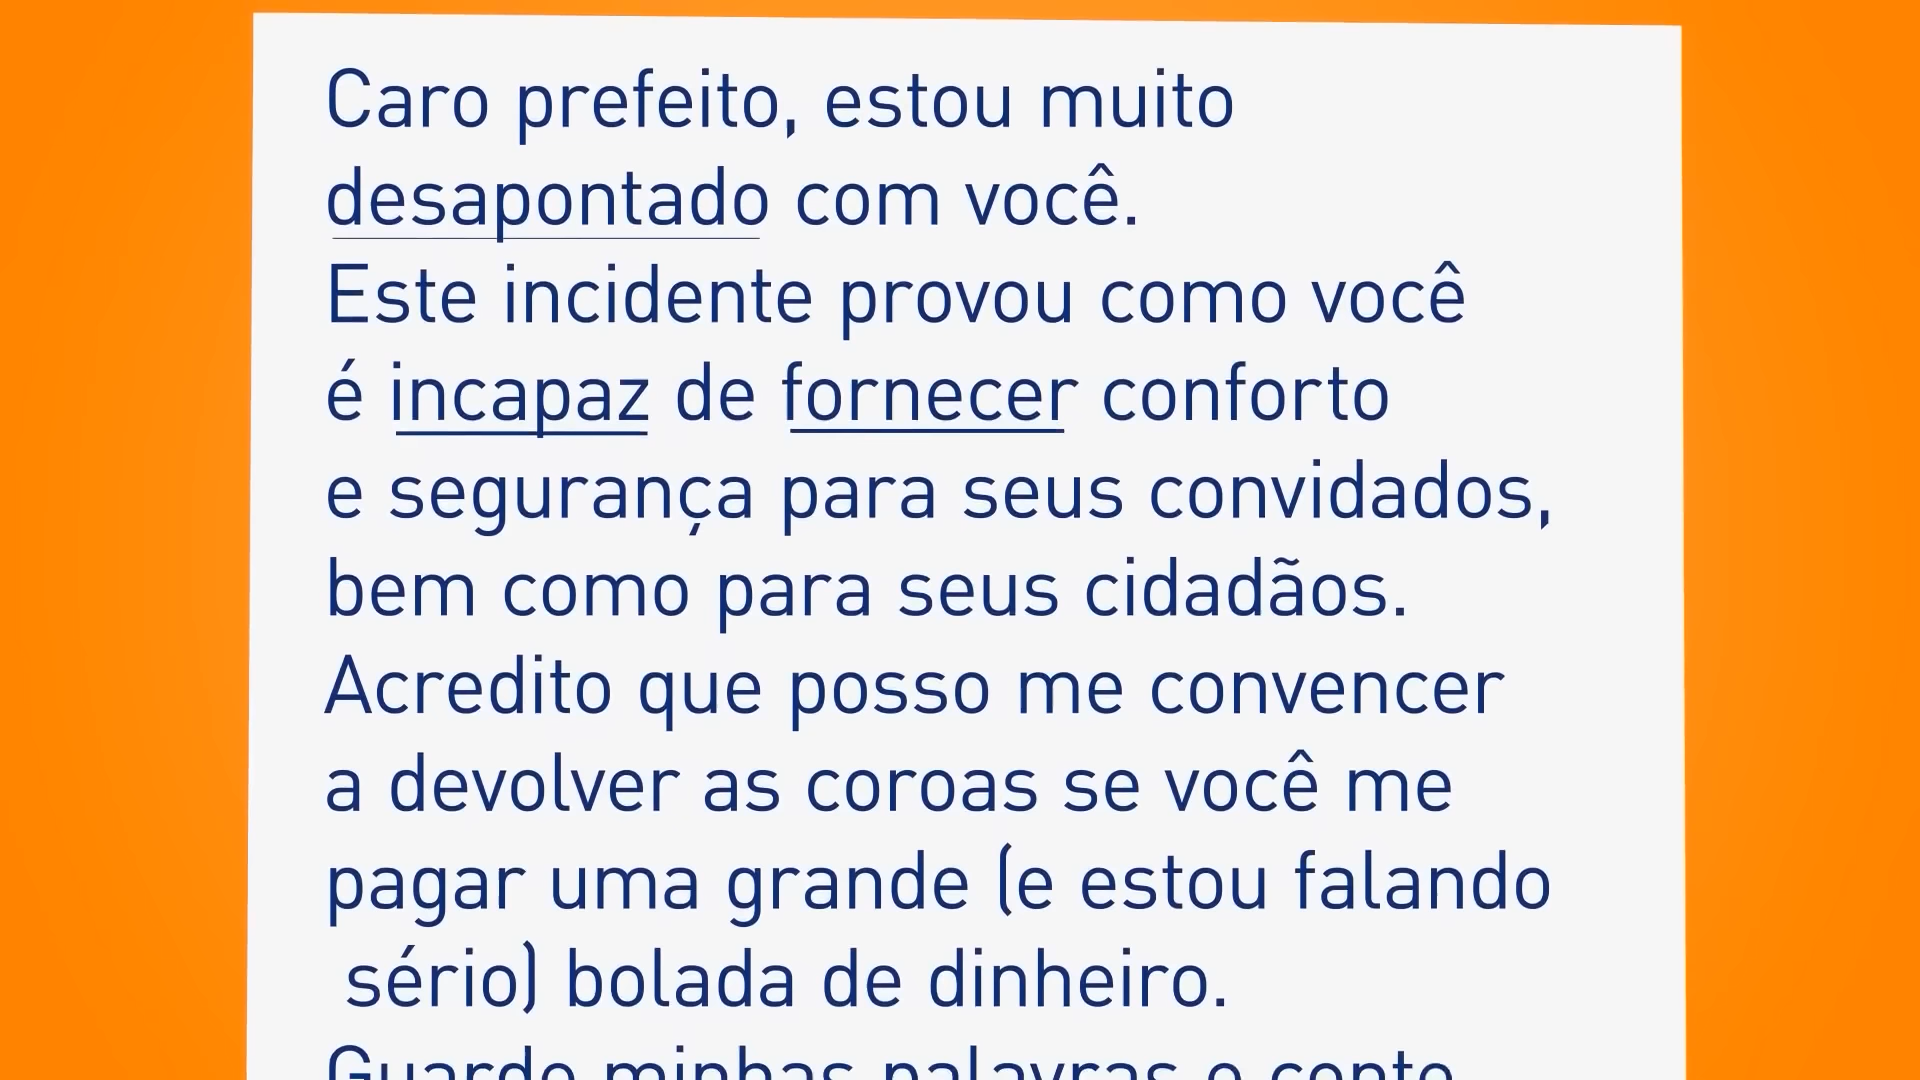 Caro prefeito, estou muito
desapontado com você.
Este incidente provou como você
é incapaz de fornecer conforto
e segurança para seus convidados,
bem como para seus cidadãos.
Acredito que posso me convencer
a devolver as coroas se você me
pagar uma grande (e estou falando
sério) bolada de dinheiro.
minhas palavras